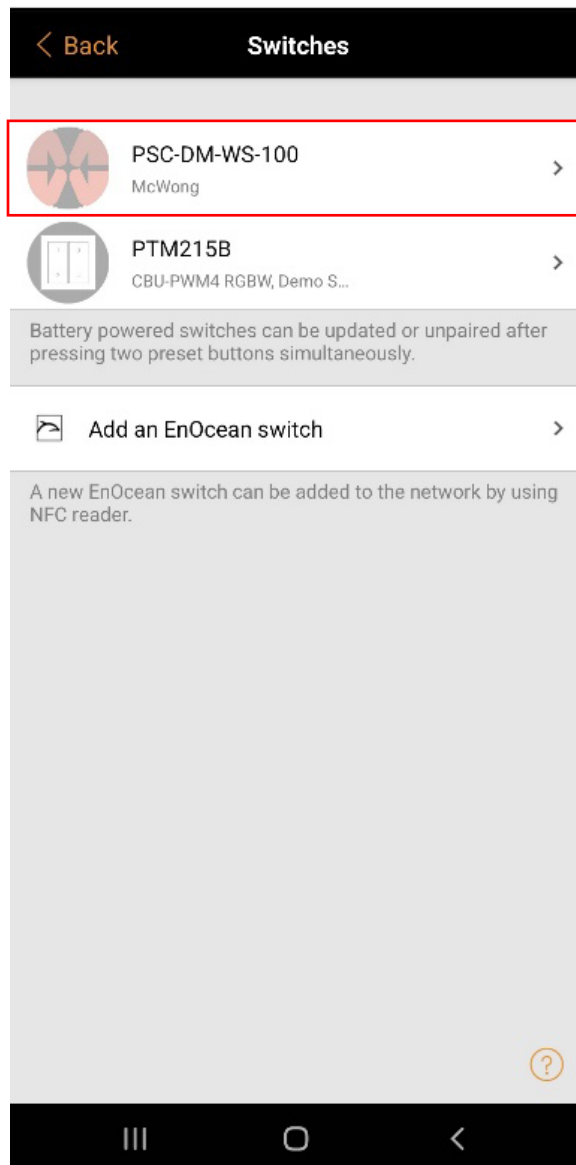 Back
Switches
PSC-DM-WS-100
McWong
PTM215B
CBU-PWM4 RGBW, Demo S...
Battery powered switches can be updated or unpaired after
pressing two preset buttons simultaneously.
Add an EnOcean switch
A new EnOcean switch can be added to the network by using
NFC reader.
?